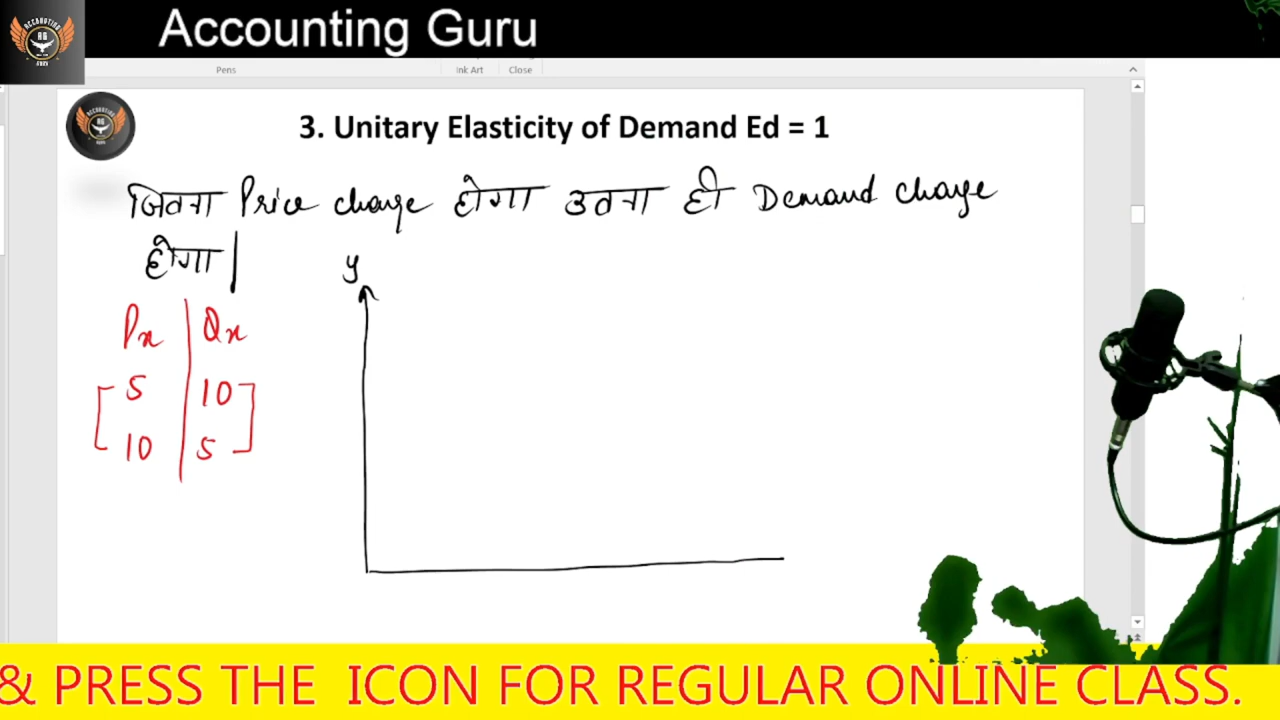 Accounting Guru
Pens
Ink Art
Close
3. Unitary Elasticity of Demand Ed = 1
जितना Price change होगा उतना ही Demand change
होगा|
Px | Qx
5 | 10
10 | 5
y
& PRESS THE ICON FOR REGULAR ONLINE CLASS.